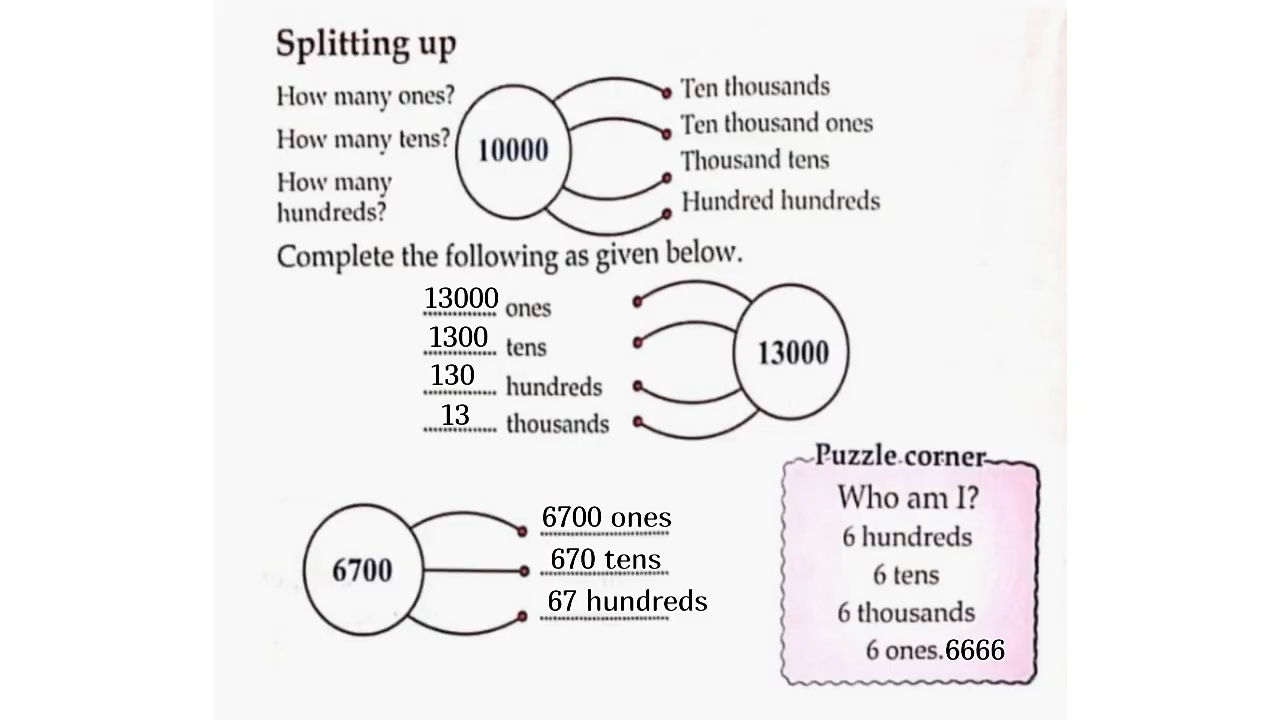 Splitting up
How many ones?
How many tens?
How many
hundreds?
10000
Ten thousands
Ten thousand ones
Thousand tens
Hundred hundreds
Complete the following as given below.
13000 ones
1300 tens
130 hundreds
13 thousands
13000
6700
6700 ones
670 tens
67 hundreds
Puzzle corner
Who am I?
6 hundreds
6 tens
6 thousands
6 ones.6666